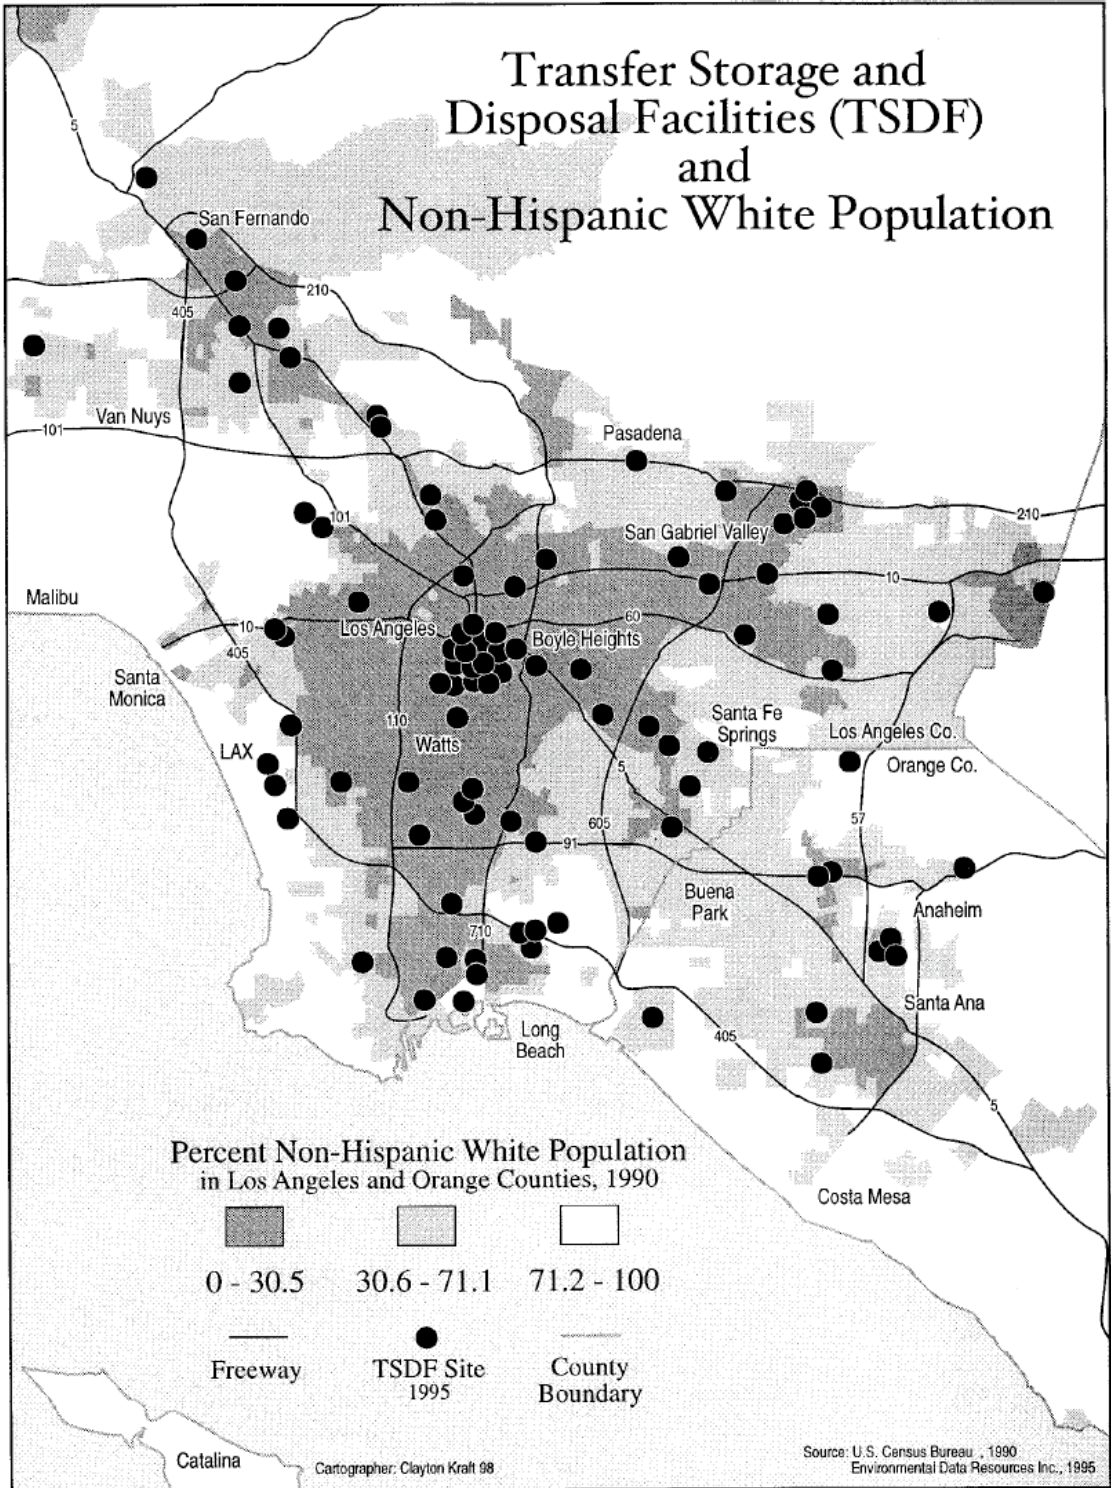 Transfer Storage and
Disposal Facilities (TSDF)
and
Non-Hispanic White Population
5
San Fernando
210
405
Van Nuys
101
Pasadena
101
San Gabriel Valley
210
10
Malibu
60
10
Los Angeles
Boyle Heights
405
Santa
Monica
110
Santa Fe
Springs
Los Angeles Co.
LAX
Watts
Orange Co.
5
605
57
91
Buena
Park
Anaheim
710
Santa Ana
Long
Beach
405
5
Costa Mesa
Percent Non-Hispanic White Population
in Los Angeles and Orange Counties, 1990
0 - 30.5 30.6 - 71.1 71.2 - 100
Freeway
TSDF Site
1995
County
Boundary
Catalina
Cartographer: Clayton Kraft 98
Source: U.S. Census Bureau , 1990
Environmental Data Resources Inc., 1995